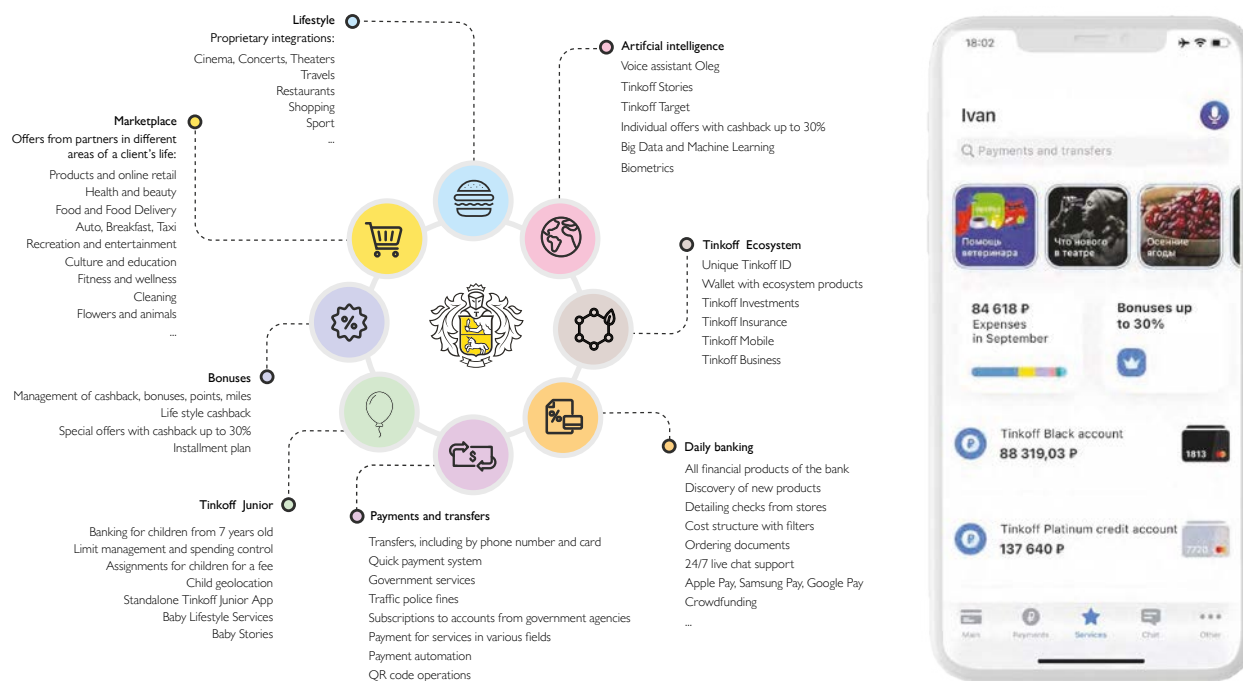 Lifestyle
Proprietary integrations:
Cinema, Concerts, Theaters
Travels
Restaurants
Shopping
Sport
...
Marketplace
Offers from partners in different
areas of a client's life:
Products and online retail
Health and beauty
Food and Food Delivery
Auto, Breakfast, Taxi
Recreation and entertainment
Culture and education
Fitness and wellness
Cleaning
Flowers and animals
...
Bonuses
Management of cashback, bonuses, points, miles
Life style cashback
Special offers with cashback up to 30%
Installment plan
Tinkoff Junior
Banking for children from 7 years old
Limit management and spending control
Assignments for children for a fee
Child geolocation
Standalone Tinkoff Junior App
Baby Lifestyle Services
Baby Stories
Payments and transfers
Transfers, including by phone number and card
Quick payment system
Government services
Traffic police fines
Subscriptions to accounts from government agencies
Payment for services in various fields
Payment automation
QR code operations
Artifcial intelligence
Voice assistant Oleg
Tinkoff Stories
Tinkoff Target
Individual offers with cashback up to 30%
Big Data and Machine Learning
Biometrics
Tinkoff Ecosystem
Unique Tinkoff ID
Wallet with ecosystem products
Tinkoff Investments
Tinkoff Insurance
Tinkoff Mobile
Tinkoff Business
Daily banking
All financial products of the bank
Discovery of new products
Detailing checks from stores
Cost structure with filters
Ordering documents
24/7 live chat support
Apple Pay, Samsung Pay, Google Pay
Crowdfunding
...
18:02
Ivan
Payments and transfers
Помощь
ветеринара
Что нового
в театре
Осенние
ягоды
84 618 ₽
Expenses
in September
Bonuses up
to 30%
Tinkoff Black account
88 319,03 ₽
1813
Tinkoff Platinum credit account
137 640 ₽
7720
Main
Payments
Services
Chat
Other